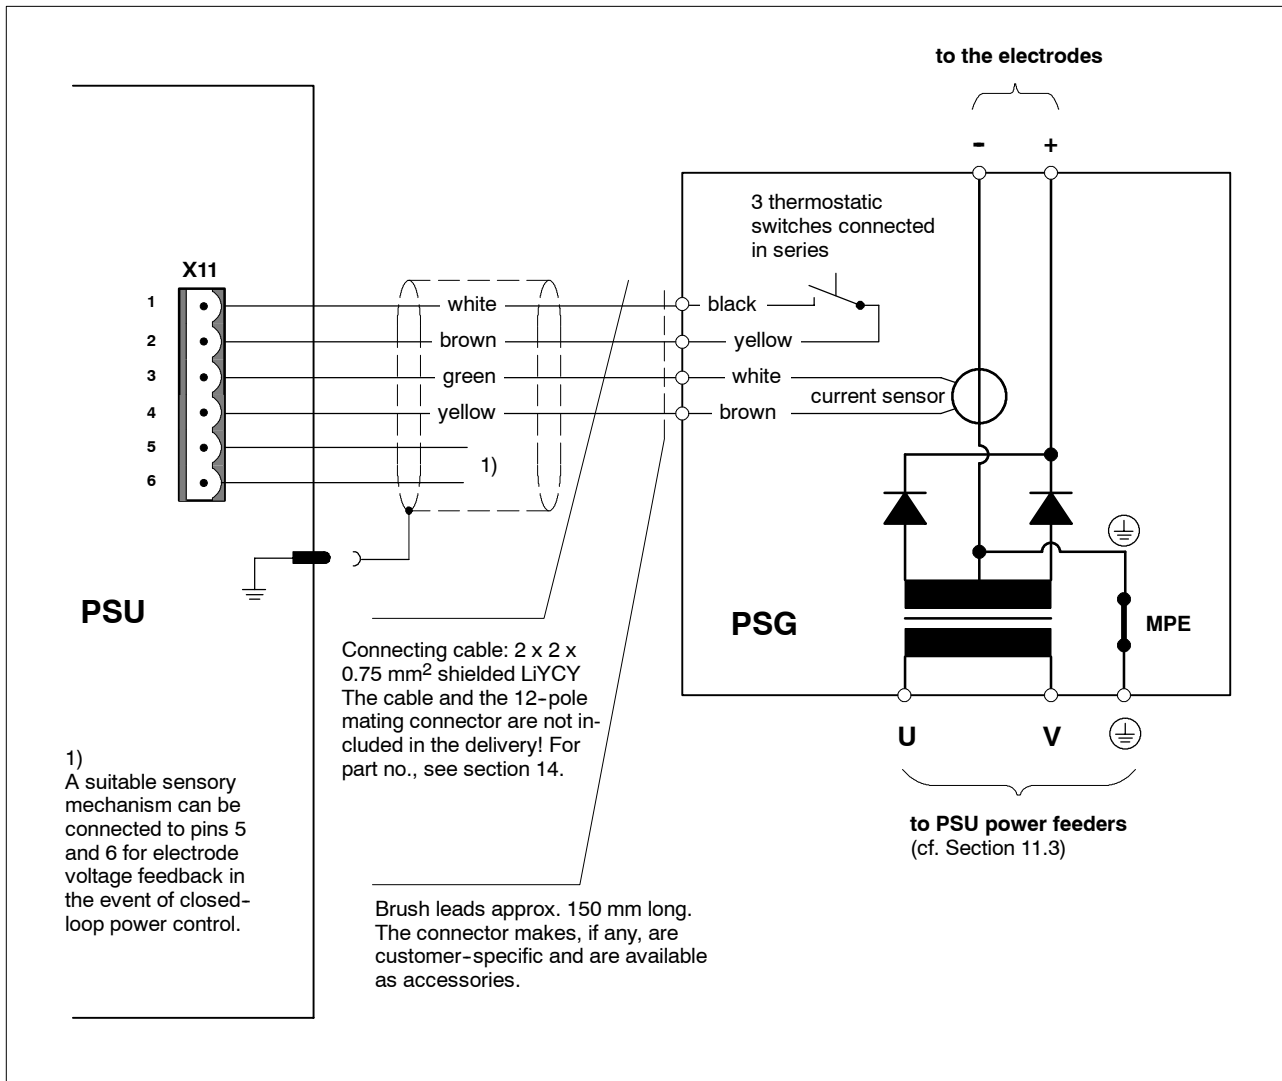 to the electrodes
- +
3 thermostatic
switches connected
in series
X11
1 white black
2 brown yellow
3 green white
current sensor
4 yellow brown
5
1)
6
PSU
PSG
MPE
Connecting cable: 2 x 2 x
0.75 mm² shielded LiYCY
The cable and the 12-pole
mating connector are not in-
cluded in the delivery! For
part no., see section 14.
U V
1)
A suitable sensory
mechanism can be
connected to pins 5
and 6 for electrode
voltage feedback in
the event of closed-
loop power control.
to PSU power feeders
(cf. Section 11.3)
Brush leads approx. 150 mm long.
The connector makes, if any, are
customer-specific and are available
as accessories.